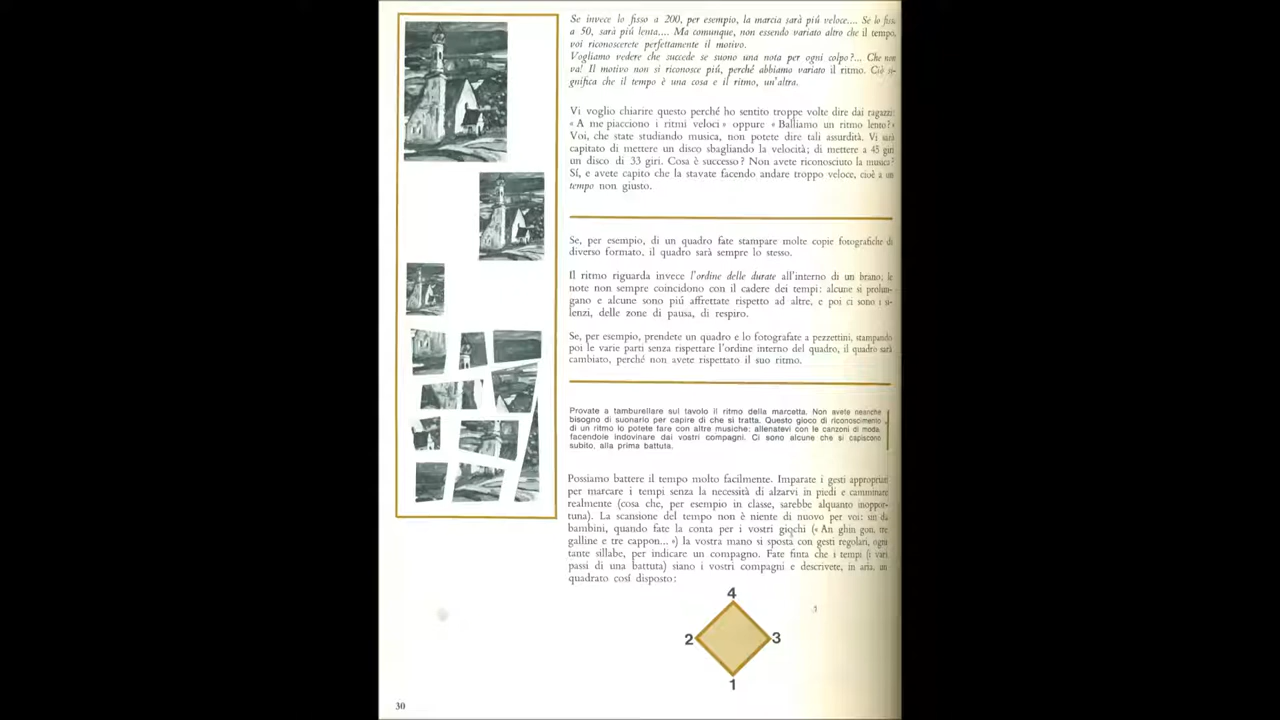 Se invece lo fisso a 200, per esempio, la marcia sarà piú veloce.... Se lo fisso
a 50, sarà piú lenta.... Ma comunque, non essendo variato altro che il tempo,
voi riconoscerete perfettamente il motivo.
Vogliamo vedere che succede se suono una nota per ogni colpo?... Che non
va! Il motivo non si riconosce piú, perché abbiamo variato il ritmo. Ciò si-
gnifica che il tempo è una cosa e il ritmo, un'altra.
Vi voglio chiarire questo perché ho sentito troppe volte dire dai ragazzi:
« A me piacciono i ritmi veloci » oppure « Balliamo un ritmo lento? »
Voi, che state studiando musica, non potete dire tali assurdità. Vi sarà
capitato di mettere un disco sbagliando la velocità; di mettere a 45 giri
un disco di 33 giri. Cosa è successo? Non avete riconosciuto la musica?
Sí, e avete capito che la stavate facendo andare troppo veloce, cioè a un
tempo non giusto.
Se, per esempio, di un quadro fate stampare molte copie fotografiche di
diverso formato, il quadro sarà sempre lo stesso.
Il ritmo riguarda invece l'ordine delle durate all'interno di un brano; le
note non sempre coincidono con il cadere dei tempi: alcune si prolun-
gano e alcune sono piú affrettate rispetto ad altre, e poi ci sono i si-
lenzi, delle zone di pausa, di respiro.
Se, per esempio, prendete un quadro e lo fotografate a pezzettini, stampando
poi le varie parti senza rispettare l'ordine interno del quadro, il quadro sarà
cambiato, perché non avete rispettato il suo ritmo.
Provate a tamburellare sul tavolo il ritmo della marcetta. Non avete neanche
bisogno di suonarlo per capire di che si tratta. Questo gioco di riconoscimento
di un ritmo lo potete fare con altre musiche: allenatevi con le canzoni di moda,
facendole indovinare dai vostri compagni. Ci sono alcune che si capiscono
subito, alla prima battuta.
Possiamo battere il tempo molto facilmente. Imparate i gesti appropriati
per marcare i tempi senza la necessità di alzarvi in piedi e camminare
realmente (cosa che, per esempio in classe, sarebbe alquanto inoppor-
tuna). La scansione del tempo non è niente di nuovo per voi: un da
bambini, quando fate la conta per i vostri giochi (« An ghin gon, tre
galline e tre cappon... ») la vostra mano si sposta con gesti regolari, ogni
tante sillabe, per indicare un compagno. Fate finta che i tempi (i vari
passi di una battuta) siano i vostri compagni e descrivete, in aria, un
quadrato cosí disposto:
4
2 3
1
30